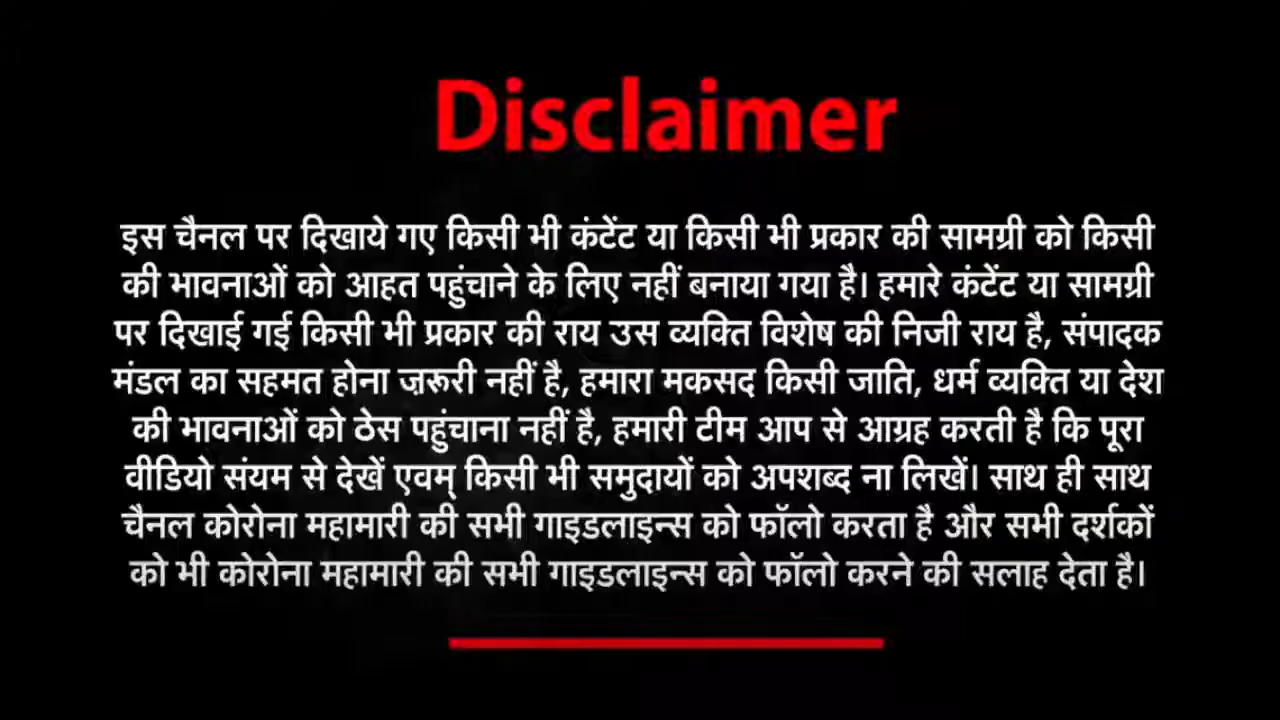 Disclaimer
इस चैनल पर दिखाये गए किसी भी कंटेंट या किसी भी प्रकार की सामग्री को किसी
की भावनाओं को आहत पहुंचाने के लिए नहीं बनाया गया है। हमारे कंटेंट या सामग्री
पर दिखाई गई किसी भी प्रकार की राय उस व्यक्ति विशेष की निजी राय है, संपादक
मंडल का सहमत होना ज़रूरी नहीं है, हमारा मकसद किसी जाति, धर्म व्यक्ति या देश
की भावनाओं को ठेस पहुंचाना नहीं है, हमारी टीम आप से आग्रह करती है कि पूरा
वीडियो संयम से देखें एवम् किसी भी समुदायों को अपशब्द ना लिखें। साथ ही साथ
चैनल कोरोना महामारी की सभी गाइडलाइन्स को फॉलो करता है और सभी दर्शकों
को भी कोरोना महामारी की सभी गाइडलाइन्स को फॉलो करने की सलाह देता है।